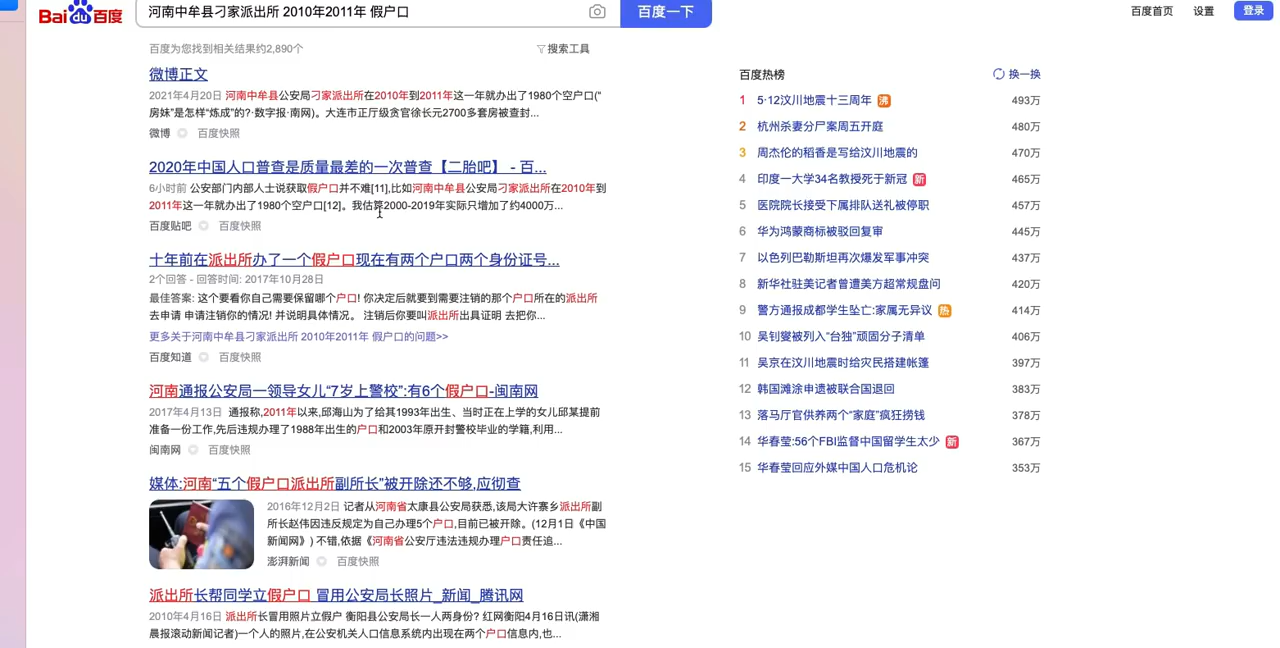 Bai du 百度
河南中牟县刁家派出所 2010年2011年 假户口
百度一下
百度首页 设置 登录
百度为您找到相关结果约2,890个
搜索工具
微博正文
2021年4月20日 河南中牟县公安局刁家派出所在2010年到2011年这一年就办出了1980个空户口(“
房妹”是怎样“炼成”的?·数字报·南网)。大连市正厅级贪官徐长元2700多套房被查封...
微博 百度快照
2020年中国人口普查是质量最差的一次普查【二胎吧】 - 百...
6小时前 公安部门内部人士说获取假户口并不难[11],比如河南中牟县公安局刁家派出所在2010年到
2011年这一年就办出了1980个空户口[12]。我估算2000-2019年实际只增加了约4000万...
百度贴吧 百度快照
十年前在派出所办了一个假户口现在有两个户口两个身份证号...
2个回答 - 回答时间: 2017年10月28日
最佳答案: 这个要看你自己需要保留哪个户口! 你决定后就要到需要注销的那个户口所在的派出所
去申请 申请注销你的情况! 并说明具体情况。 注销后你要叫派出所出具证明 去把你...
更多关于河南中牟县刁家派出所 2010年2011年 假户口的问题>>
百度知道 百度快照
河南通报公安局一领导女儿“7岁上警校”:有6个假户口-闽南网
2017年4月13日 通报称,2011年以来,邱海山为了给其1993年出生、当时正在上学的女儿邱某提前
准备一份工作,先后违规办理了1988年出生的户口和2003年原开封警校毕业的学籍,利用...
闽南网 百度快照
媒体:河南“五个假户口派出所副所长”被开除还不够,应彻查
2016年12月2日 记者从河南省太康县公安局获悉,该局大许寨乡派出所副
所长赵伟因违反规定为自己办理5个户口,目前已被开除。(12月1日《中国
新闻网》) 不错,依据《河南省公安厅违法违规办理户口责任追...
澎湃新闻 百度快照
派出所长帮同学立假户口 冒用公安局长照片_新闻_腾讯网
2010年4月16日 派出所长冒用照片立假户 衡阳县公安局长一人两身份? 红网衡阳4月16日讯(潇湘
晨报滚动新闻记者)一个人的照片,在公安机关人口信息系统内出现在两个户口信息内,也...
百度热榜 换一换
1 5·12汶川地震十三周年 沸 493万
2 杭州杀妻分尸案周五开庭 480万
3 周杰伦的稻香是写给汶川地震的 470万
4 印度一大学34名教授死于新冠 新 465万
5 医院院长接受下属排队送礼被停职 457万
6 华为鸿蒙商标被驳回复审 445万
7 以色列巴勒斯坦再次爆发军事冲突 437万
8 新华社驻美记者曾遭美方超常规盘问 420万
9 警方通报成都学生坠亡:家属无异议 热 414万
10 吴钊燮被列入“台独”顽固分子清单 406万
11 吴京在汶川地震时给灾民搭建帐篷 397万
12 韩国滩涂申遗被联合国退回 383万
13 落马厅官供养两个“家庭”疯狂捞钱 378万
14 华春莹:56个FBI监督中国留学生太少 新 367万
15 华春莹回应外媒中国人口危机论 353万